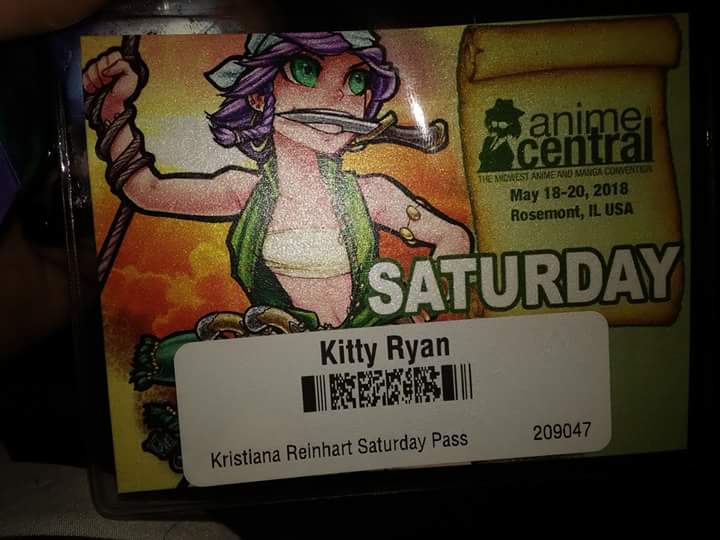 anime
central
THE MIDWEST ANIME AND MANGA CONVENTION
May 18-20, 2018
Rosemont, IL USA
SATURDAY
Kitty Ryan
Kristiana Reinhart Saturday Pass
209047